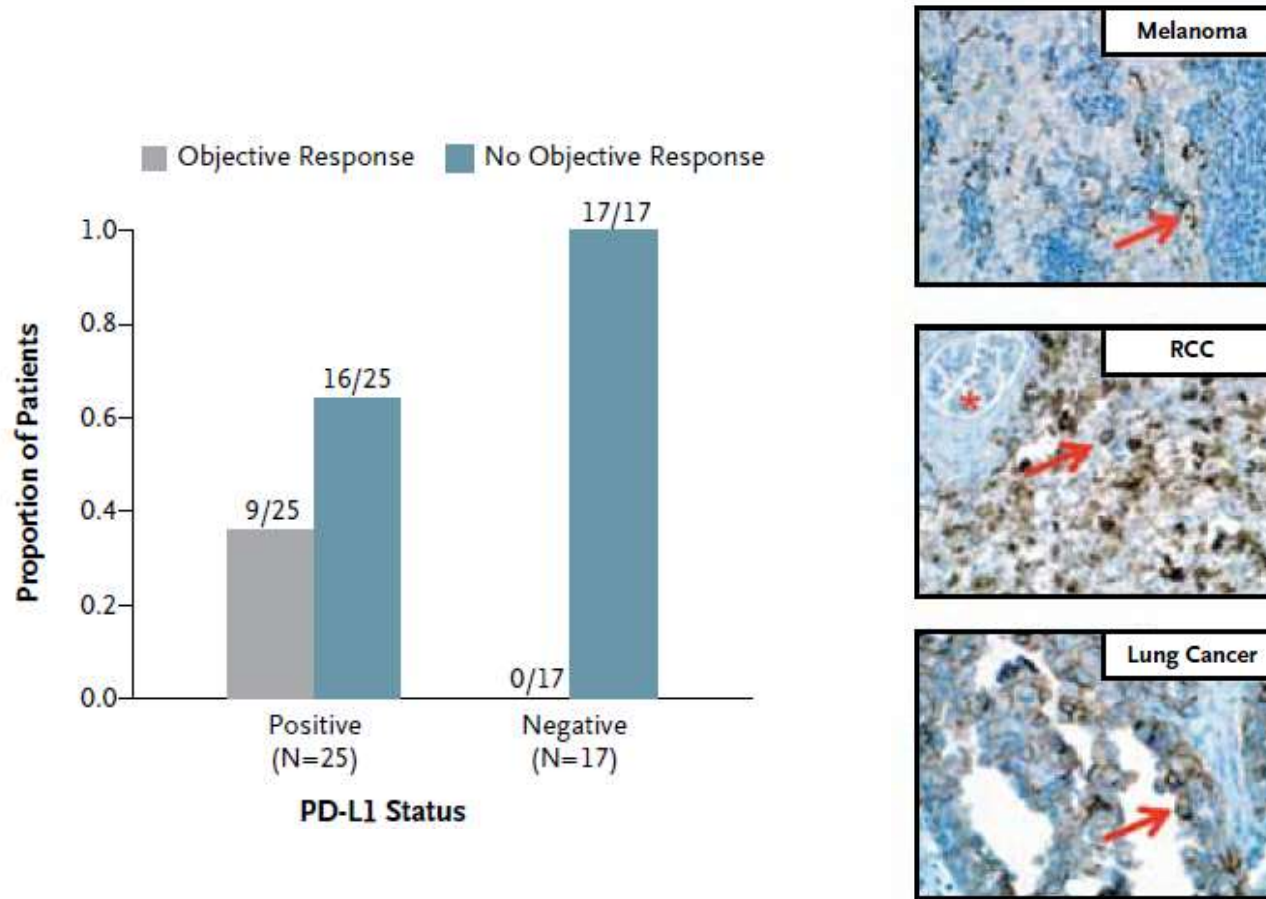 Objective Response
No Objective Response
Proportion of Patients
1.0
0.8
0.6
0.4
0.2
0.0
9/25
16/25
0/17
17/17
Positive
(N=25)
Negative
(N=17)
PD-L1 Status
Melanoma
RCC
*
Lung Cancer